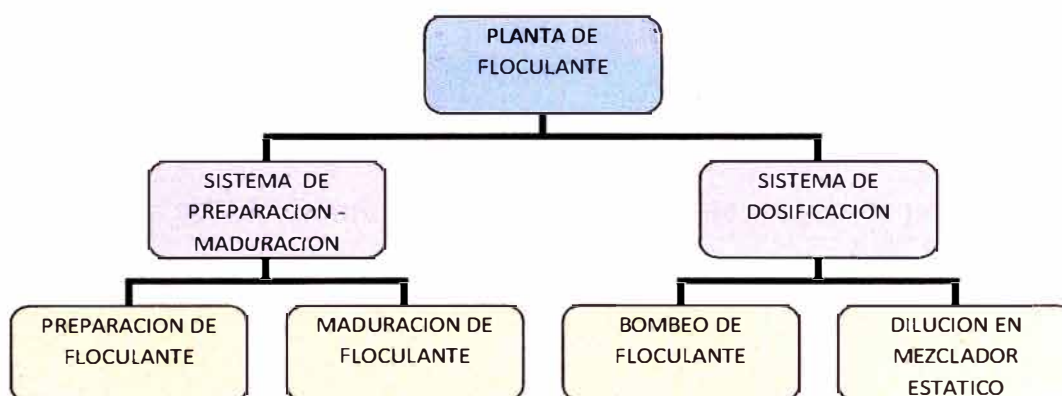 PLANTA DE
FLOCULANTE
SISTEMA DE
PREPARACION -
MADURACION
SISTEMA DE
DOSIFICACION
PREPARACION DE
FLOCULANTE
MADURACION DE
FLOCULANTE
BOMBEO DE
FLOCULANTE
DILUCION EN
MEZCLADOR
ESTATICO